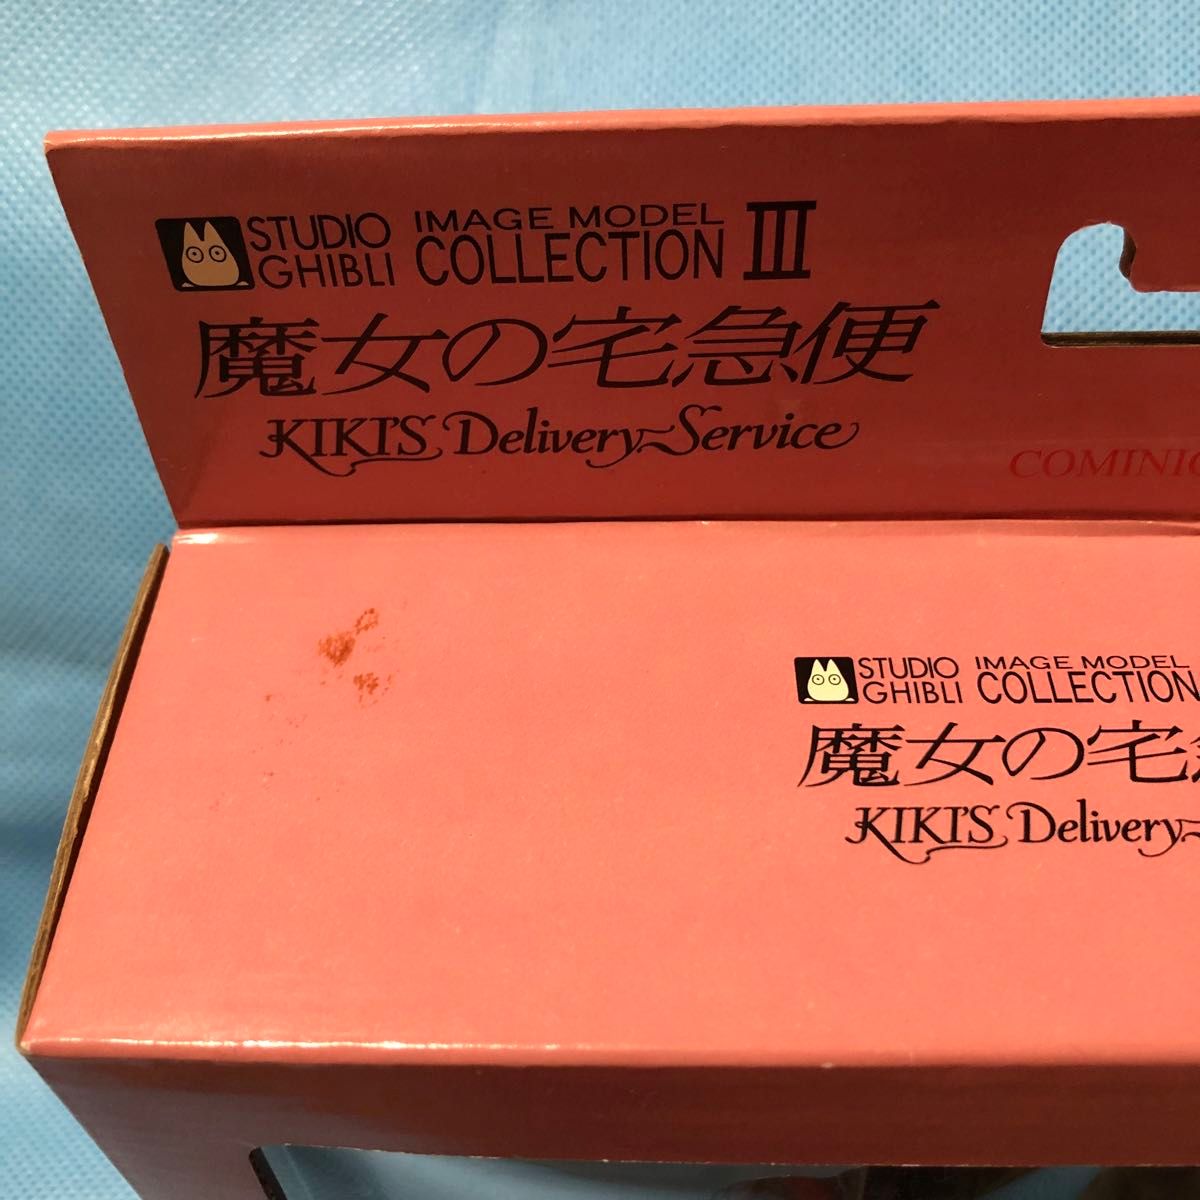 STUDIO GHIBLI
IMAGE MODEL
COLLECTION III
魔女の宅急便
KIKI'S Delivery Service
COMINI
STUDIO GHIBLI
IMAGE MODEL
COLLECTION
魔女の宅
KIKI'S Delivery